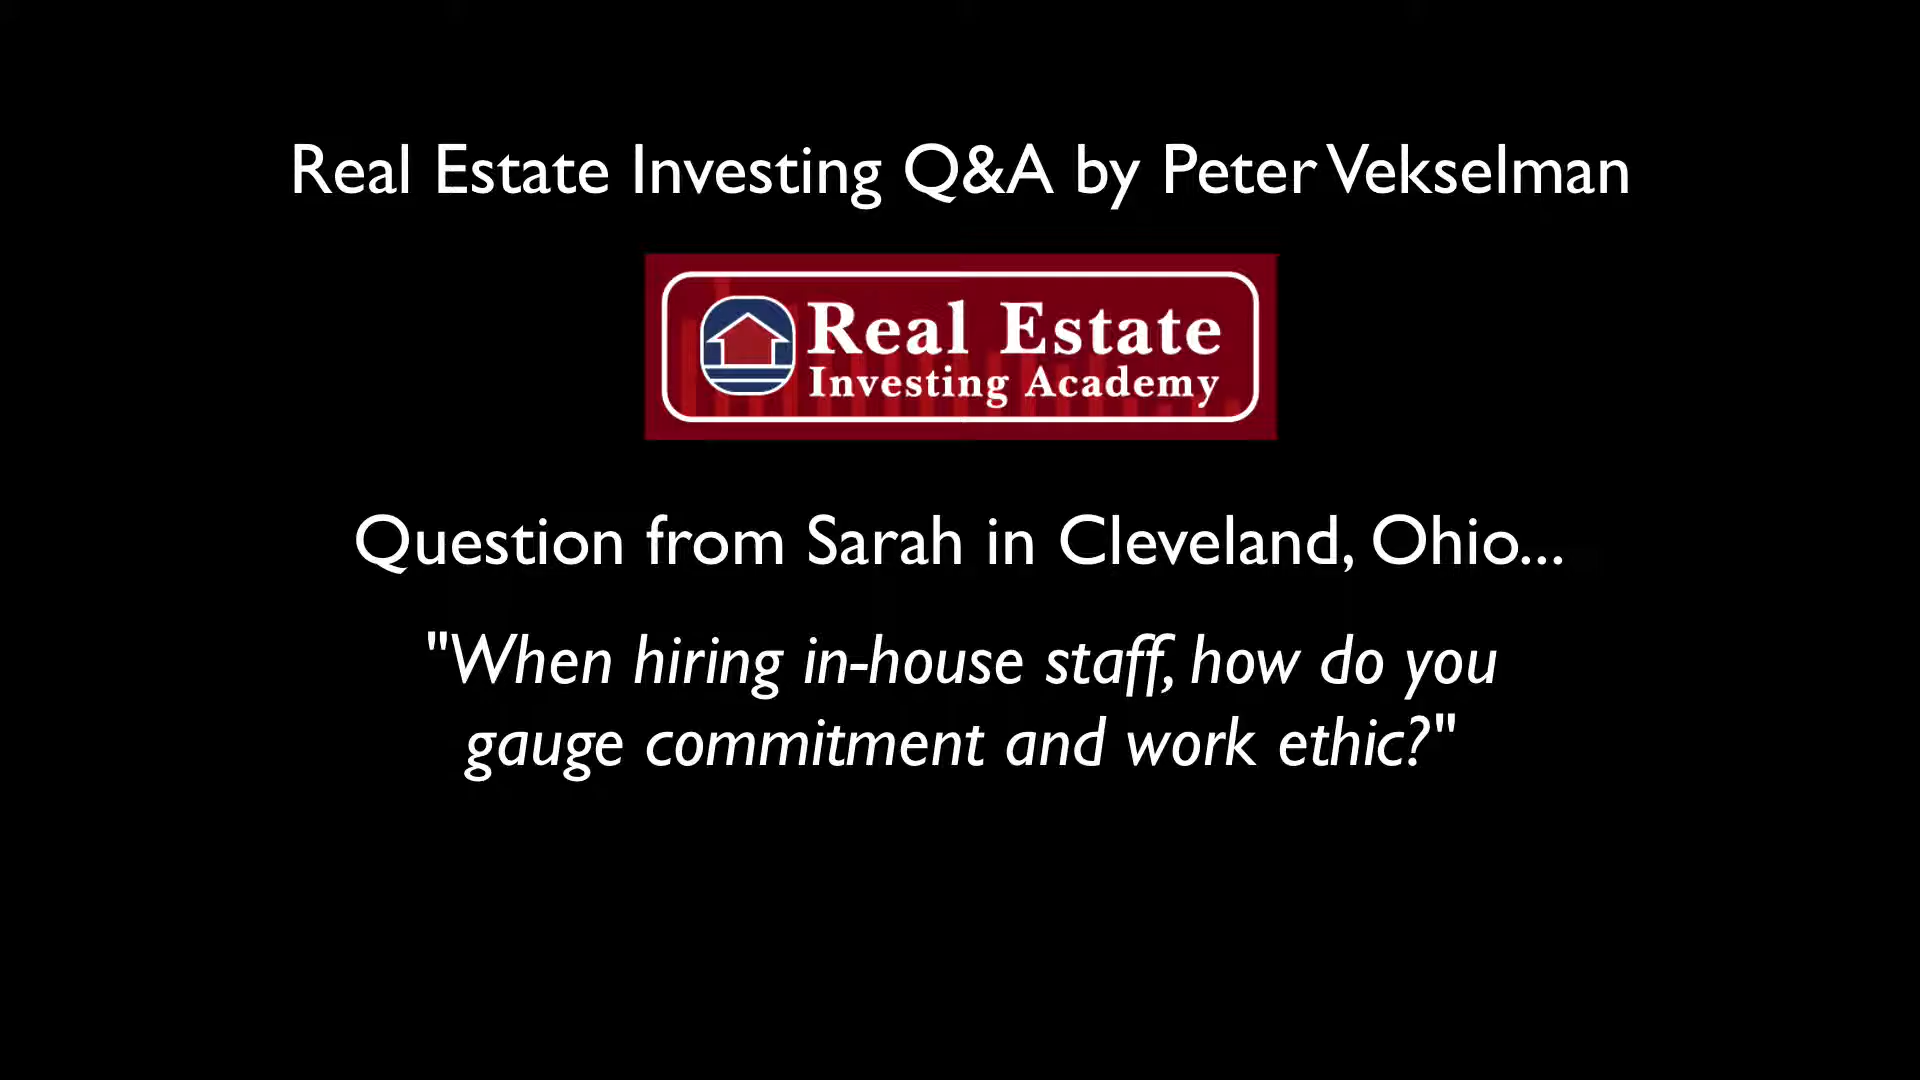 Real Estate Investing Q&A by Peter Vekselman
Real Estate
Investing Academy
Question from Sarah in Cleveland, Ohio...
"When hiring in-house staff, how do you
gauge commitment and work ethic?"